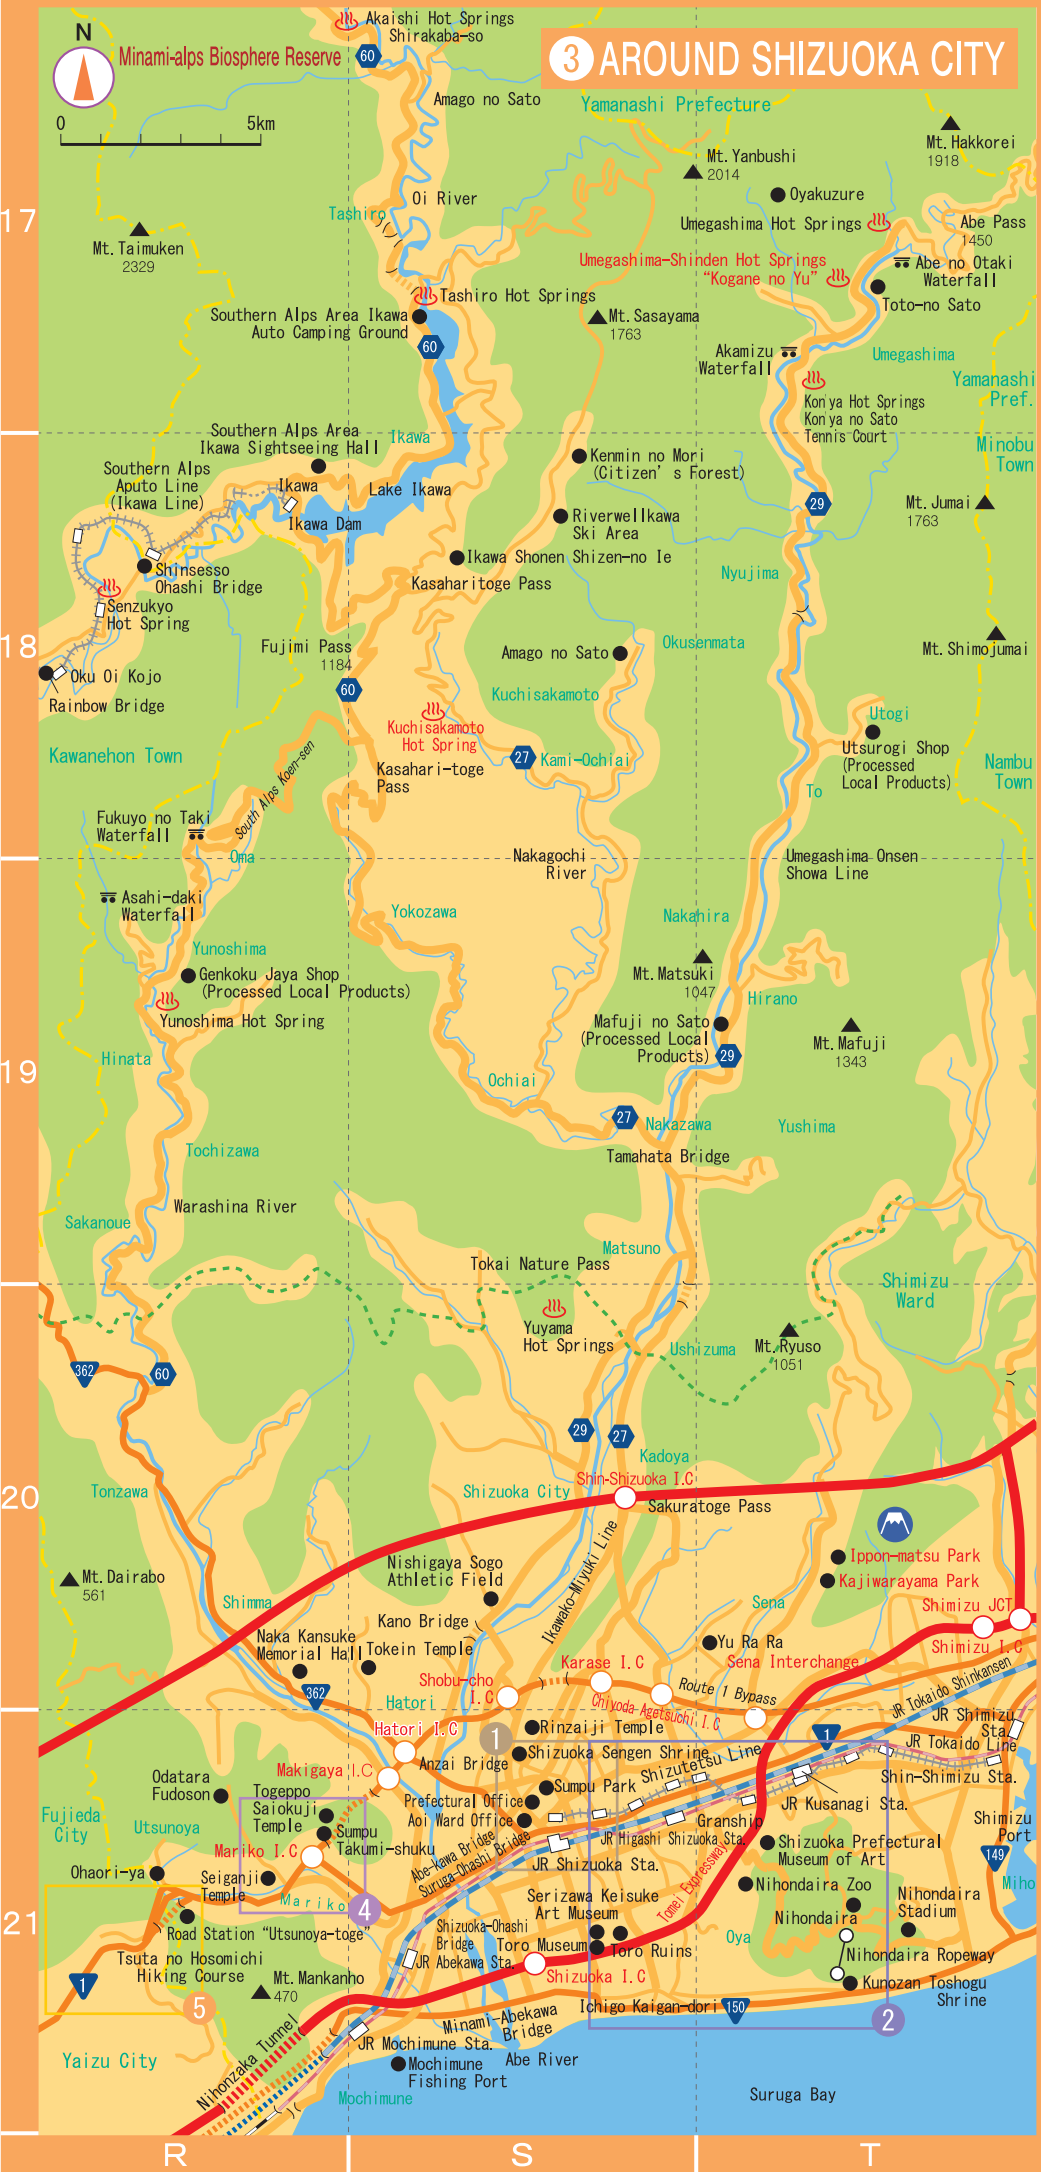 Akaishi Hot Springs
Shirakaba-so
N
Minami-alps Biosphere Reserve
60
3 AROUND SHIZUOKA CITY
Amago no Sato
Yamanashi Prefecture
0 5km
Mt. Hakkorei
1918
Mt. Yanbushi
2014
Oyakuzure
Oi River
Tashiro
17
Umegashima Hot Springs
Abe Pass
1450
Mt. Taimuken
2329
Umegashima-Shinden Hot Springs
“Kogane no Yu”
Abe no Otaki
Waterfall
Toto-no Sato
Tashiro Hot Springs
Southern Alps Area Ikawa
Auto Camping Ground
60
Mt. Sasayama
1763
Akamizu
Waterfall
Umegashima
Yamanashi
Pref.
Kon'ya Hot Springs
Kon'ya no Sato
Tennis Court
Southern Alps Area
Ikawa Sightseeing Hall
Ikawa
Minobu
Town
Kenmin no Mori
(Citizen’s Forest)
Southern Alps
Aputo Line
(Ikawa Line)
Ikawa
Lake Ikawa
Ikawa Dam
29
Mt. Jumai
1763
Riverwell Ikawa
Ski Area
Ikawa Shonen Shizen-no Ie
Shinsesso
Ohashi Bridge
Kasaharitoge Pass
Nyujima
Senzukyo
Hot Spring
18
Fujimi Pass
1184
Amago no Sato
Okusenmata
Mt. Shimojumai
Oku Oi Kojo
Rainbow Bridge
60
Kuchisakamoto
Kuchisakamoto
Hot Spring
Utogi
Utsurogi Shop
(Processed
Local Products)
Kawanehon Town
Kasahari-toge
Pass
27
Kami-Ochiai
Nambu
Town
South Alps Koen-sen
To
Fukuyo no Taki
Waterfall
Oma
Nakagochi
River
Umegashima Onsen
Showa Line
Asahi-daki
Waterfall
Yokozawa
Nakahira
Yunoshima
Genkoku Jaya Shop
(Processed Local Products)
Mt. Matsuki
1047
Hirano
Yunoshima Hot Spring
Mafuji no Sato
(Processed Local
Products)
29
Mt. Mafuji
1343
19
Hinata
Ochiai
27
Nakazawa
Yushima
Tochizawa
Tamahata Bridge
Warashina River
Sakanoue
Matsuno
Tokai Nature Pass
Shimizu
Ward
Yuyama
Hot Springs
Ushizuma
Mt. Ryuso
1051
362
60
29
27
Kadoya
Shin-Shizuoka I.C
20
Tonzawa
Shizuoka City
Sakuratoge Pass
Ikawako-Miyuki Line
Nishigaya Sogo
Athletic Field
Ippon-matsu Park
Kajiwarayama Park
Mt. Dairabo
561
Shimma
Kano Bridge
Sena
Shimizu JCT
Naka Kansuke
Memorial Hall
Tokein Temple
Yu Ra Ra
Shimizu I.C
Karase I.C
Sena Interchange
Shobu-cho
I.C
362
Hatori
Chiyoda-Agetsuchi I.C
Route 1 Bypass
JR Tokaido Shinkansen
JR Shimizu
Sta.
Hatori I.C
1
Rinzaiji Temple
1
JR Tokaido Line
Anzai Bridge
Shizuoka Sengen Shrine
Shizutetsu Line
Makigaya I.C
Shin-Shimizu Sta.
Odatara
Fudoson
Togeppo
Saiokuji
Temple
Sumpu Park
Prefectural Office
Aoi Ward Office
JR Kusanagi Sta.
Granship
Fujieda
City
Utsunoya
Shimizu
Port
Sumpu
Takumi-shuku
Abe-kawa Bridge
Suruga-Ohashi Bridge
JR Higashi Shizuoka Sta.
Shizuoka Prefectural
Museum of Art
149
Mariko I.C
JR Shizuoka Sta.
Ohaori-ya
Seiganji
Temple
Tomei Expressway
Nihondaira Zoo
Miho
Mariko
4
Serizawa Keisuke
Art Museum
Nihondaira
Nihondaira
Stadium
21
Road Station “Utsunoya-toge”
Shizuoka-Ohashi
Bridge
JR Abekawa Sta.
Toro Museum
Toro Ruins
Oya
Nihondaira Ropeway
Tsuta no Hosomichi
Hiking Course
Shizuoka I.C
1
Mt. Mankanho
470
Kunozan Toshogu
Shrine
5
Ichigo Kaigan-dori
150
2
Minami-Abekawa
Bridge
Nihonzaka Tunnel
JR Mochimune Sta.
Yaizu City
Abe River
Mochimune
Fishing Port
Suruga Bay
Mochimune
R S T